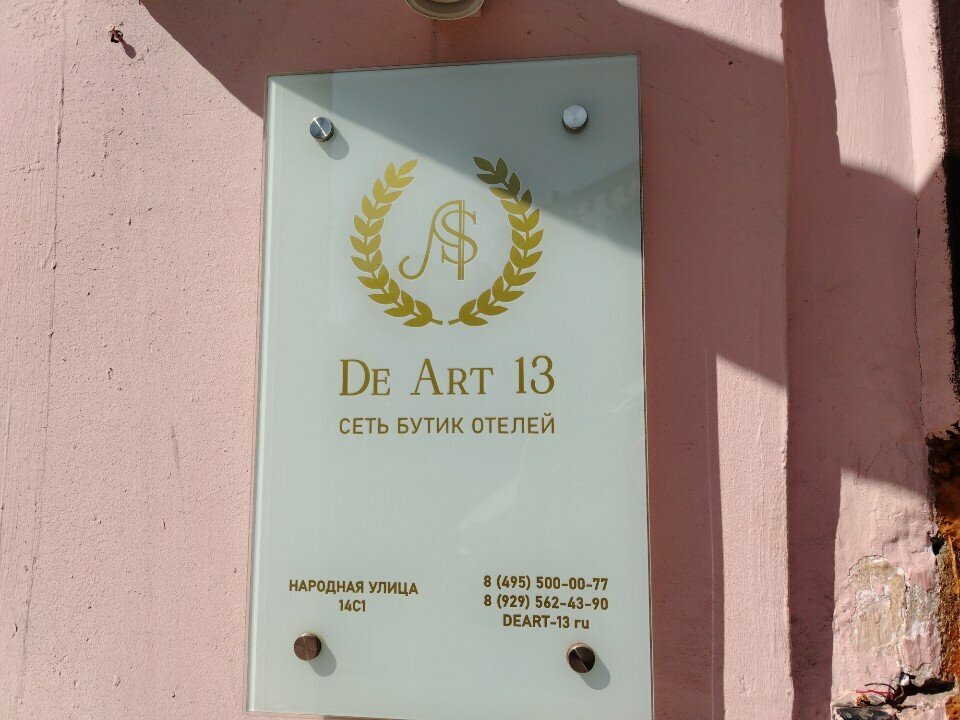 De Art 13
СЕТЬ БУТИК ОТЕЛЕЙ
НАРОДНАЯ УЛИЦА
14С1
8 (495) 500-00-77
8 (929) 562-43-90
DEART-13 ru